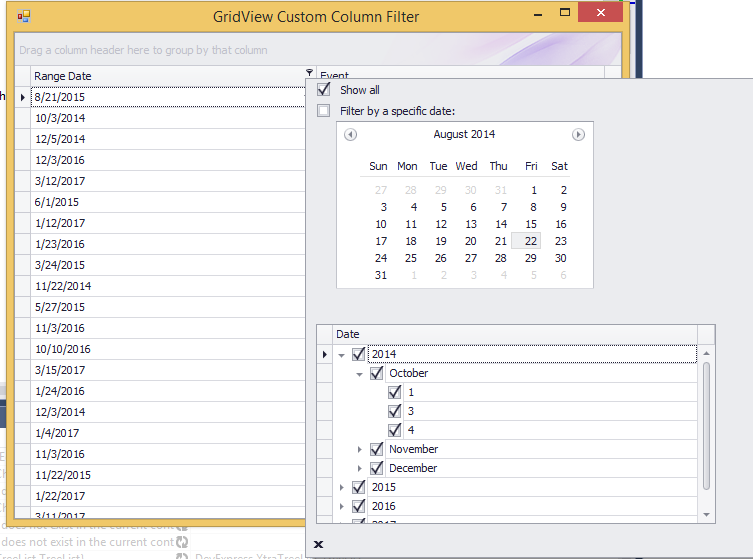 GridView Custom Column Filter
Drag a column header here to group by that column
Range Date
Event
8/21/2015
10/3/2014
12/5/2014
12/3/2016
3/12/2017
6/1/2015
1/12/2017
1/23/2016
3/24/2015
11/22/2014
5/27/2015
11/3/2016
10/10/2016
3/15/2017
1/24/2016
12/3/2014
1/4/2017
11/3/2016
11/22/2015
1/22/2017
3/11/2017
Show all
Filter by a specific date:
August 2014
Sun Mon Tue Wed Thu Fri Sat
27 28 29 30 31 1 2
3 4 5 6 7 8 9
10 11 12 13 14 15 16
17 18 19 20 21 22 23
24 25 26 27 28 29 30
31 1 2 3 4 5 6
Date
2014
October
1
3
4
November
December
2015
2016
2017
does not exist in the current cont
does not exist in the current cont